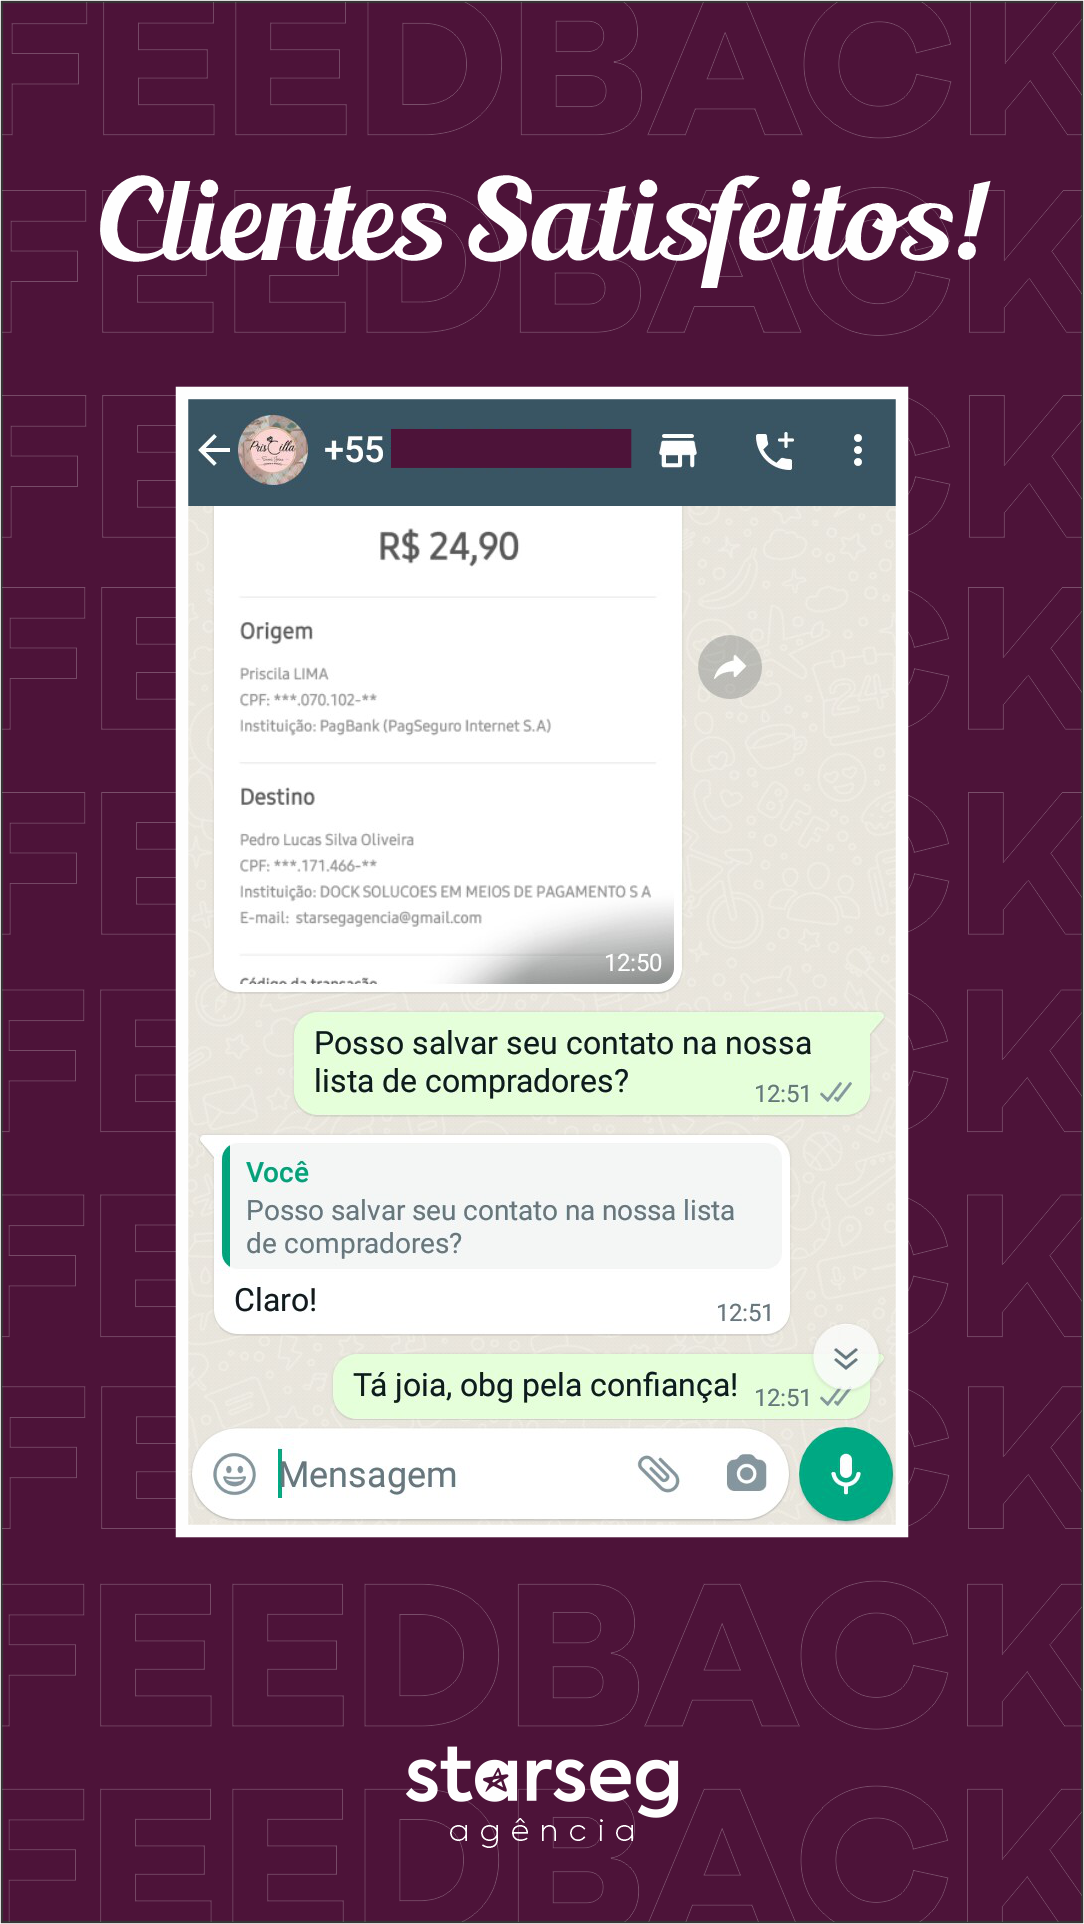 FEEDBACK
Clientes Satisfeitos!
FEEDBACK
Priscilla
+55
R$ 24,90
Origem
Priscila LIMA
CPF: ***.070.102-**
Instituição: PagBank (PagSeguro Internet S.A)
Destino
Pedro Lucas Silva Oliveira
CPF: ***.171.466-**
Instituição: DOCK SOLUCOES EM MEIOS DE PAGAMENTO S A
E-mail: starsegagencia@gmail.com
12:50
Código da transação
Posso salvar seu contato na nossa
lista de compradores?
12:51
Você
Posso salvar seu contato na nossa lista
de compradores?
Claro!
12:51
Tá joia, obg pela confiança!
12:51
Mensagem
FEEDBACK
starseg
agência
FEEDBACK